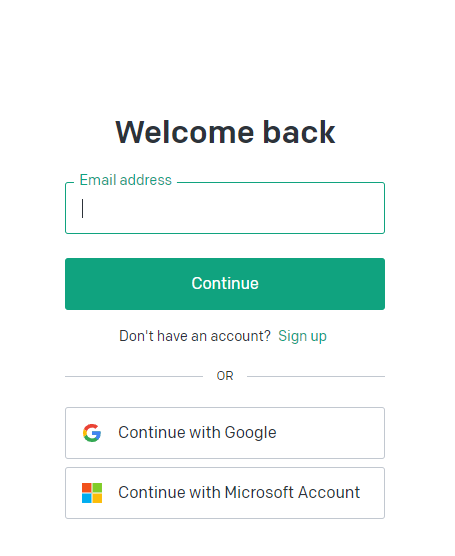 Welcome back
Email address
Continue
Don't have an account? Sign up
OR
Continue with Google
Continue with Microsoft Account